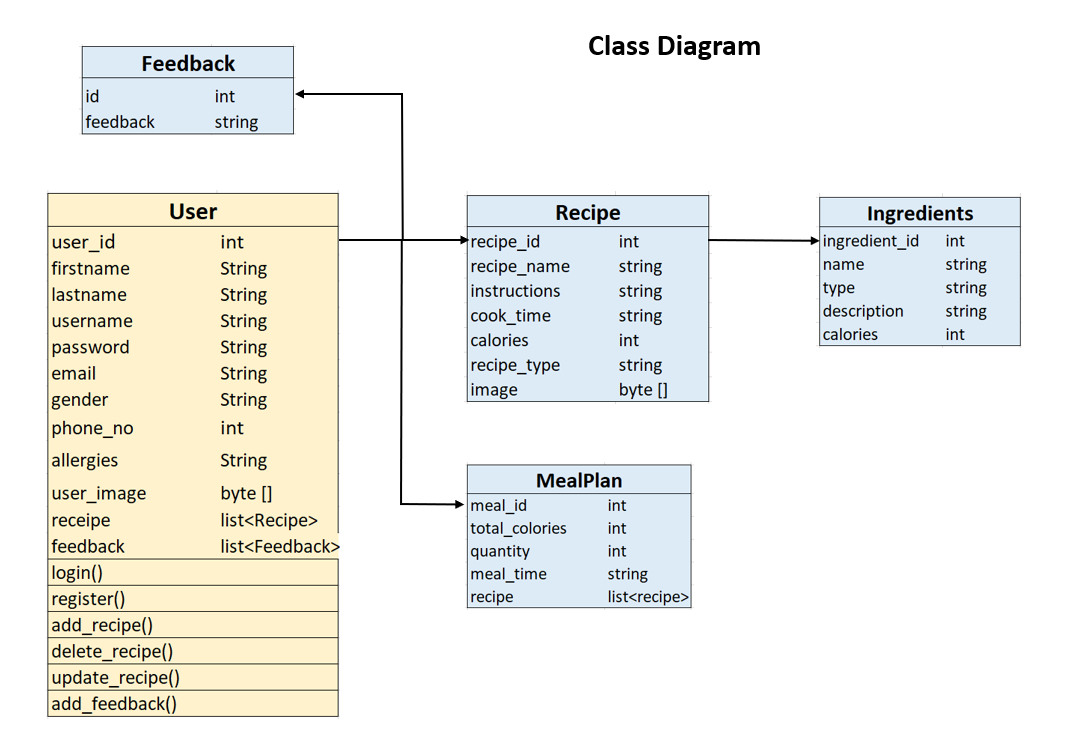 Class Diagram
Feedback
id int
feedback string
User
user_id int
firstname String
lastname String
username String
password String
email String
gender String
phone_no int
allergies String
user_image byte []
receipe list<Recipe>
feedback list<Feedback>
login()
register()
add_recipe()
delete_recipe()
update_recipe()
add_feedback()
Recipe
recipe_id int
recipe_name string
instructions string
cook_time string
calories int
recipe_type string
image byte []
Ingredients
ingredient_id int
name string
type string
description string
calories int
MealPlan
meal_id int
total_colories int
quantity int
meal_time string
recipe list<recipe>